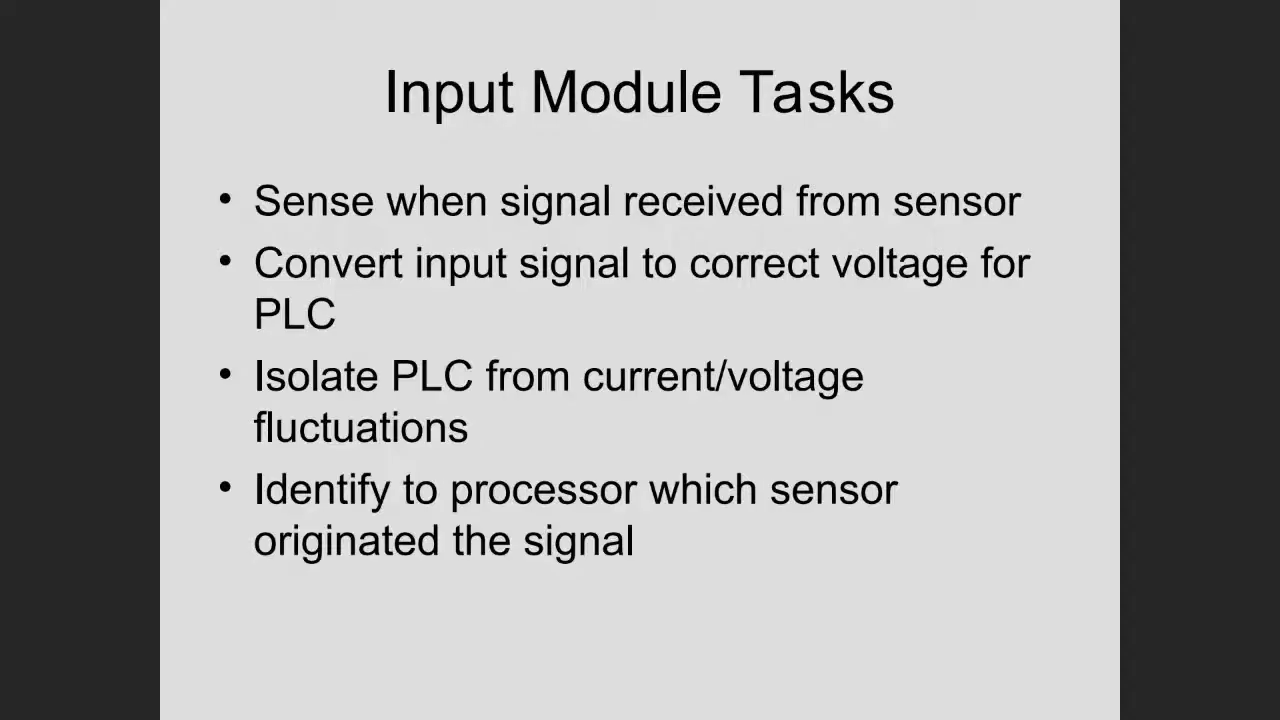 Input Module Tasks
• Sense when signal received from sensor
• Convert input signal to correct voltage for
PLC
• Isolate PLC from current/voltage
fluctuations
• Identify to processor which sensor
originated the signal